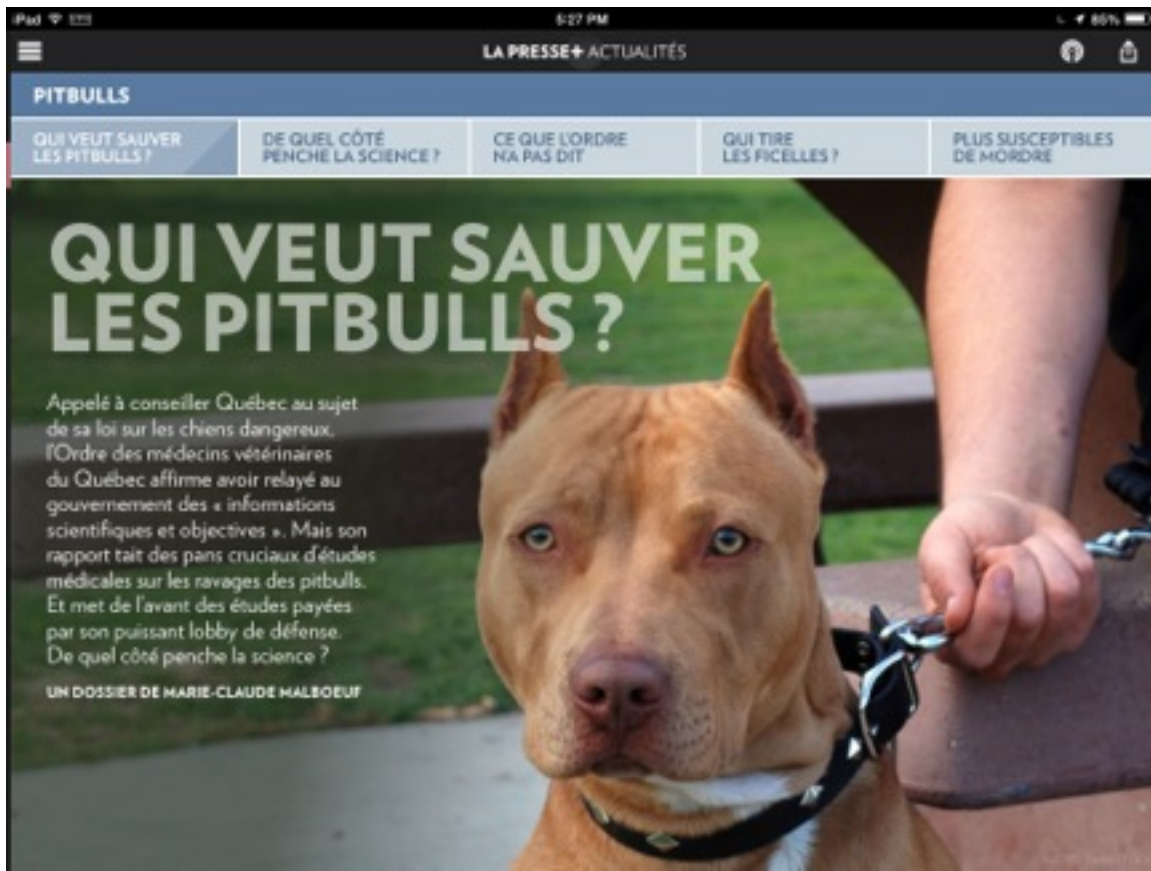 iPad
5:27 PM
86%
LA PRESSE+ ACTUALITÉS
PITBULLS
QUI VEUT SAUVER
LES PITBULLS ?
DE QUEL CÔTÉ
PENCHE LA SCIENCE ?
CE QUE L'ORDRE
N'A PAS DIT
QUI TIRE
LES FICELLES ?
PLUS SUSCEPTIBLES
DE MORDRE
QUI VEUT SAUVER
LES PITBULLS ?
Appelé à conseiller Québec au sujet
de sa loi sur les chiens dangereux,
l'Ordre des médecins vétérinaires
du Québec affirme avoir relayé au
gouvernement des « informations
scientifiques et objectives ». Mais son
rapport tait des pans cruciaux d'études
médicales sur les ravages des pitbulls.
Et met de l'avant des études payées
par son puissant lobby de défense.
De quel côté penche la science ?
UN DOSSIER DE MARIE-CLAUDE MALBOEUF